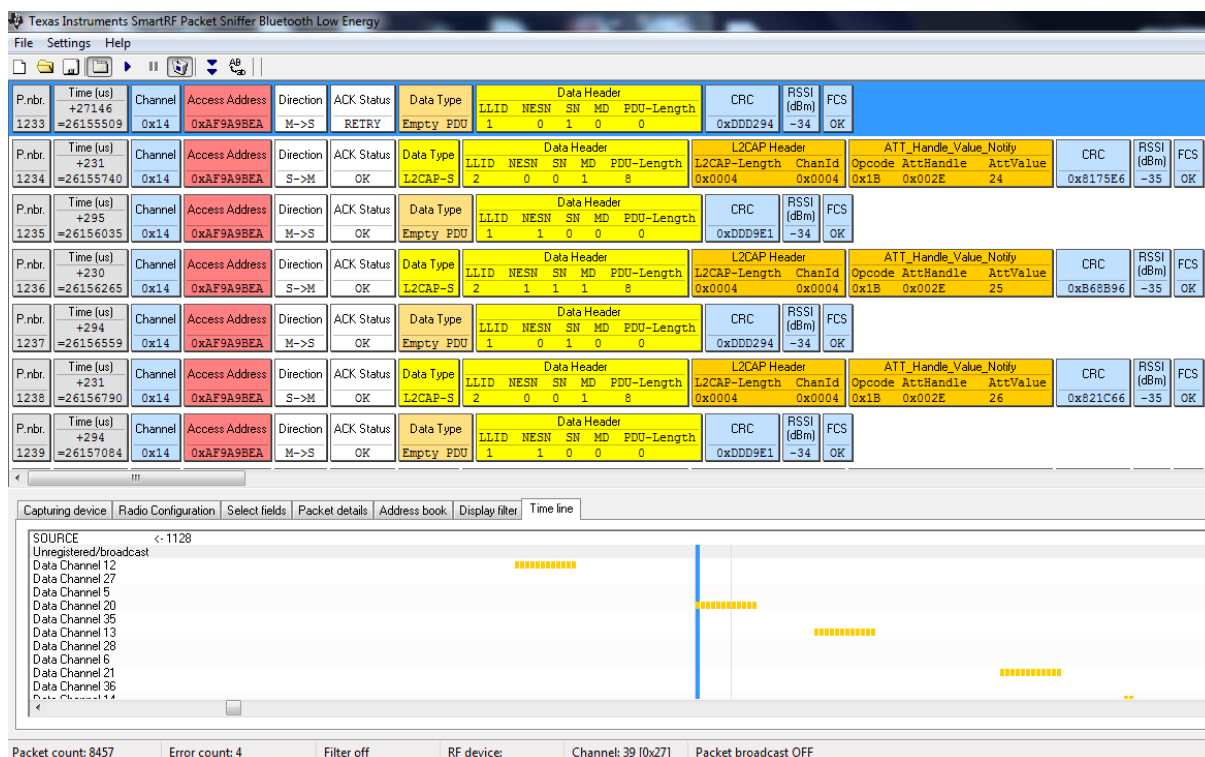 Texas Instruments SmartRF Packet Sniffer Bluetooth Low Energy
File Settings Help
P.nbr. Time (us) Channel Access Address Direction ACK Status Data Type Data Header CRC RSSI (dBm) FCS
+27146 LLID NESN SN MD PDU-Length
1233 =26155509 0x14 0xAF9A9BEA M->S RETRY Empty PDU 1 0 1 0 0 0xDDD294 -34 OK
P.nbr. Time (us) Channel Access Address Direction ACK Status Data Type Data Header L2CAP Header ATT_Handle_Value_Notify CRC RSSI (dBm) FCS
+231 LLID NESN SN MD PDU-Length L2CAP-Length ChanId Opcode AttHandle AttValue
1234 =26155740 0x14 0xAF9A9BEA S->M OK L2CAP-S 2 0 0 1 8 0x0004 0x0004 0x1B 0x002E 24 0x8175E6 -35 OK
P.nbr. Time (us) Channel Access Address Direction ACK Status Data Type Data Header CRC RSSI (dBm) FCS
+295 LLID NESN SN MD PDU-Length
1235 =26156035 0x14 0xAF9A9BEA M->S OK Empty PDU 1 1 0 0 0 0xDDD9E1 -34 OK
P.nbr. Time (us) Channel Access Address Direction ACK Status Data Type Data Header L2CAP Header ATT_Handle_Value_Notify CRC RSSI (dBm) FCS
+230 LLID NESN SN MD PDU-Length L2CAP-Length ChanId Opcode AttHandle AttValue
1236 =26156265 0x14 0xAF9A9BEA S->M OK L2CAP-S 2 1 1 1 8 0x0004 0x0004 0x1B 0x002E 25 0xB68B96 -35 OK
P.nbr. Time (us) Channel Access Address Direction ACK Status Data Type Data Header CRC RSSI (dBm) FCS
+294 LLID NESN SN MD PDU-Length
1237 =26156559 0x14 0xAF9A9BEA M->S OK Empty PDU 1 0 1 0 0 0xDDD294 -34 OK
P.nbr. Time (us) Channel Access Address Direction ACK Status Data Type Data Header L2CAP Header ATT_Handle_Value_Notify CRC RSSI (dBm) FCS
+231 LLID NESN SN MD PDU-Length L2CAP-Length ChanId Opcode AttHandle AttValue
1238 =26156790 0x14 0xAF9A9BEA S->M OK L2CAP-S 2 0 0 1 8 0x0004 0x0004 0x1B 0x002E 26 0x821C66 -35 OK
P.nbr. Time (us) Channel Access Address Direction ACK Status Data Type Data Header CRC RSSI (dBm) FCS
+294 LLID NESN SN MD PDU-Length
1239 =26157084 0x14 0xAF9A9BEA M->S OK Empty PDU 1 1 0 0 0 0xDDD9E1 -34 OK
Capturing device Radio Configuration Select fields Packet details Address book Display filter Time line
SOURCE <- 1128
Unregistered/broadcast
Data Channel 12
Data Channel 27
Data Channel 5
Data Channel 20
Data Channel 35
Data Channel 13
Data Channel 28
Data Channel 6
Data Channel 21
Data Channel 36
Data Channel 14
Packet count: 8457 Error count: 4 Filter off RF device: Channel: 39 [0x27] Packet broadcast OFF